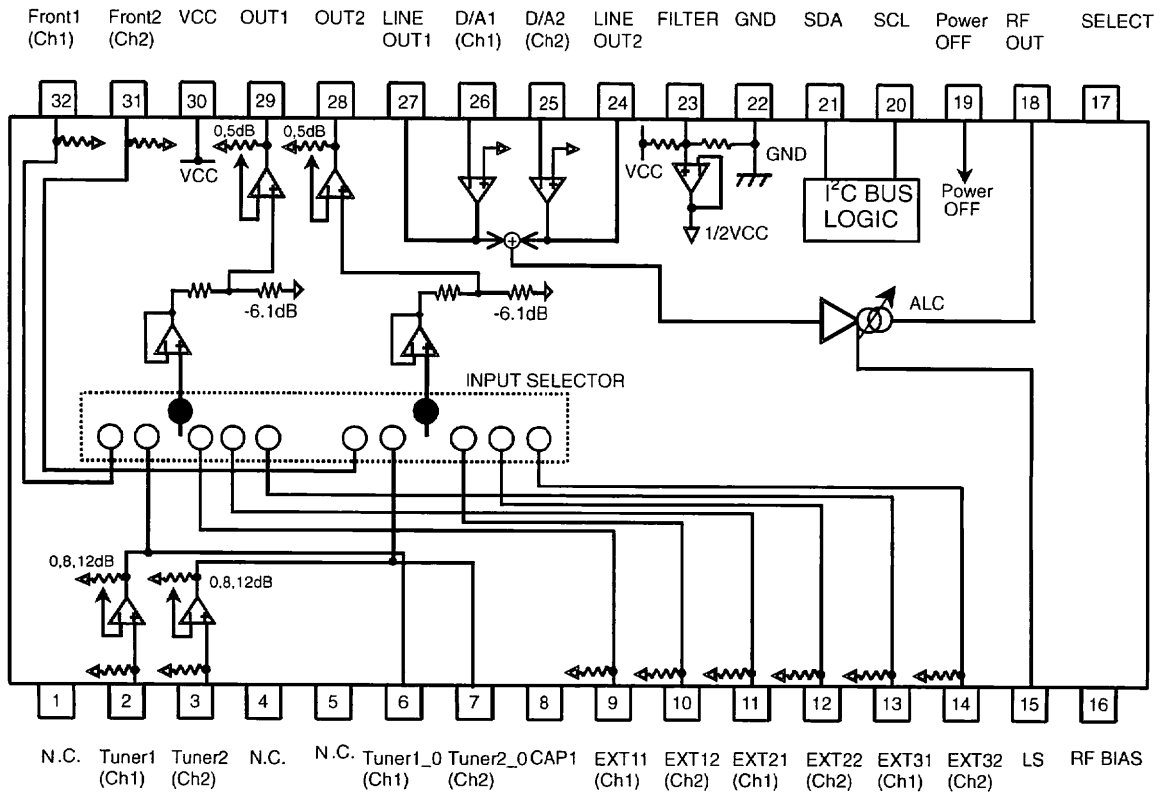 Front1 Front2 VCC OUT1 OUT2 LINE D/A1 D/A2 LINE FILTER GND SDA SCL Power RF SELECT
(Ch1) (Ch2) OUT1 (Ch1) (Ch2) OUT2 OFF OUT
32 31 30 29 28 27 26 25 24 23 22 21 20 19 18 17
0,5dB 0,5dB
VCC
VCC
GND
I²C BUS
LOGIC
Power
OFF
1/2VCC
-6.1dB
-6.1dB
ALC
INPUT SELECTOR
0,8,12dB
0,8,12dB
1 2 3 4 5 6 7 8 9 10 11 12 13 14 15 16
N.C. Tuner1 Tuner2 N.C. N.C. Tuner1_0 Tuner2_0 CAP1 EXT11 EXT12 EXT21 EXT22 EXT31 EXT32 LS RF BIAS
(Ch1) (Ch2) (Ch1) (Ch2) (Ch1) (Ch2) (Ch1) (Ch2) (Ch1) (Ch2)